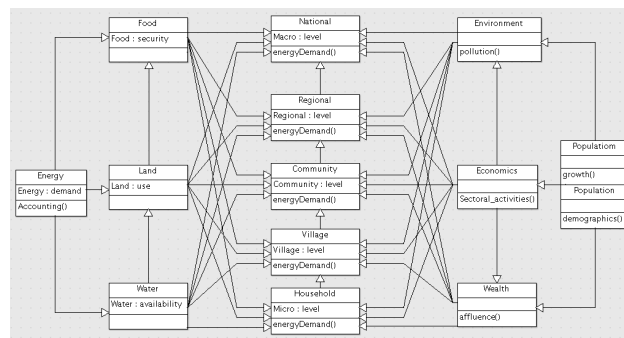 Food
Food : security
National
Macro : level
energyDemand()
Environment
pollution()
Regional
Regional : level
energyDemand()
Energy
Energy : demand
Accounting()
Land
Land : use
Community
Community : level
energyDemand()
Economics
Sectoral_activities()
Populatiom
growth()
Population
demographics()
Village
Village : level
energyDemand()
Water
Water : availability
Household
Micro : level
energyDemand()
Wealth
affluence()